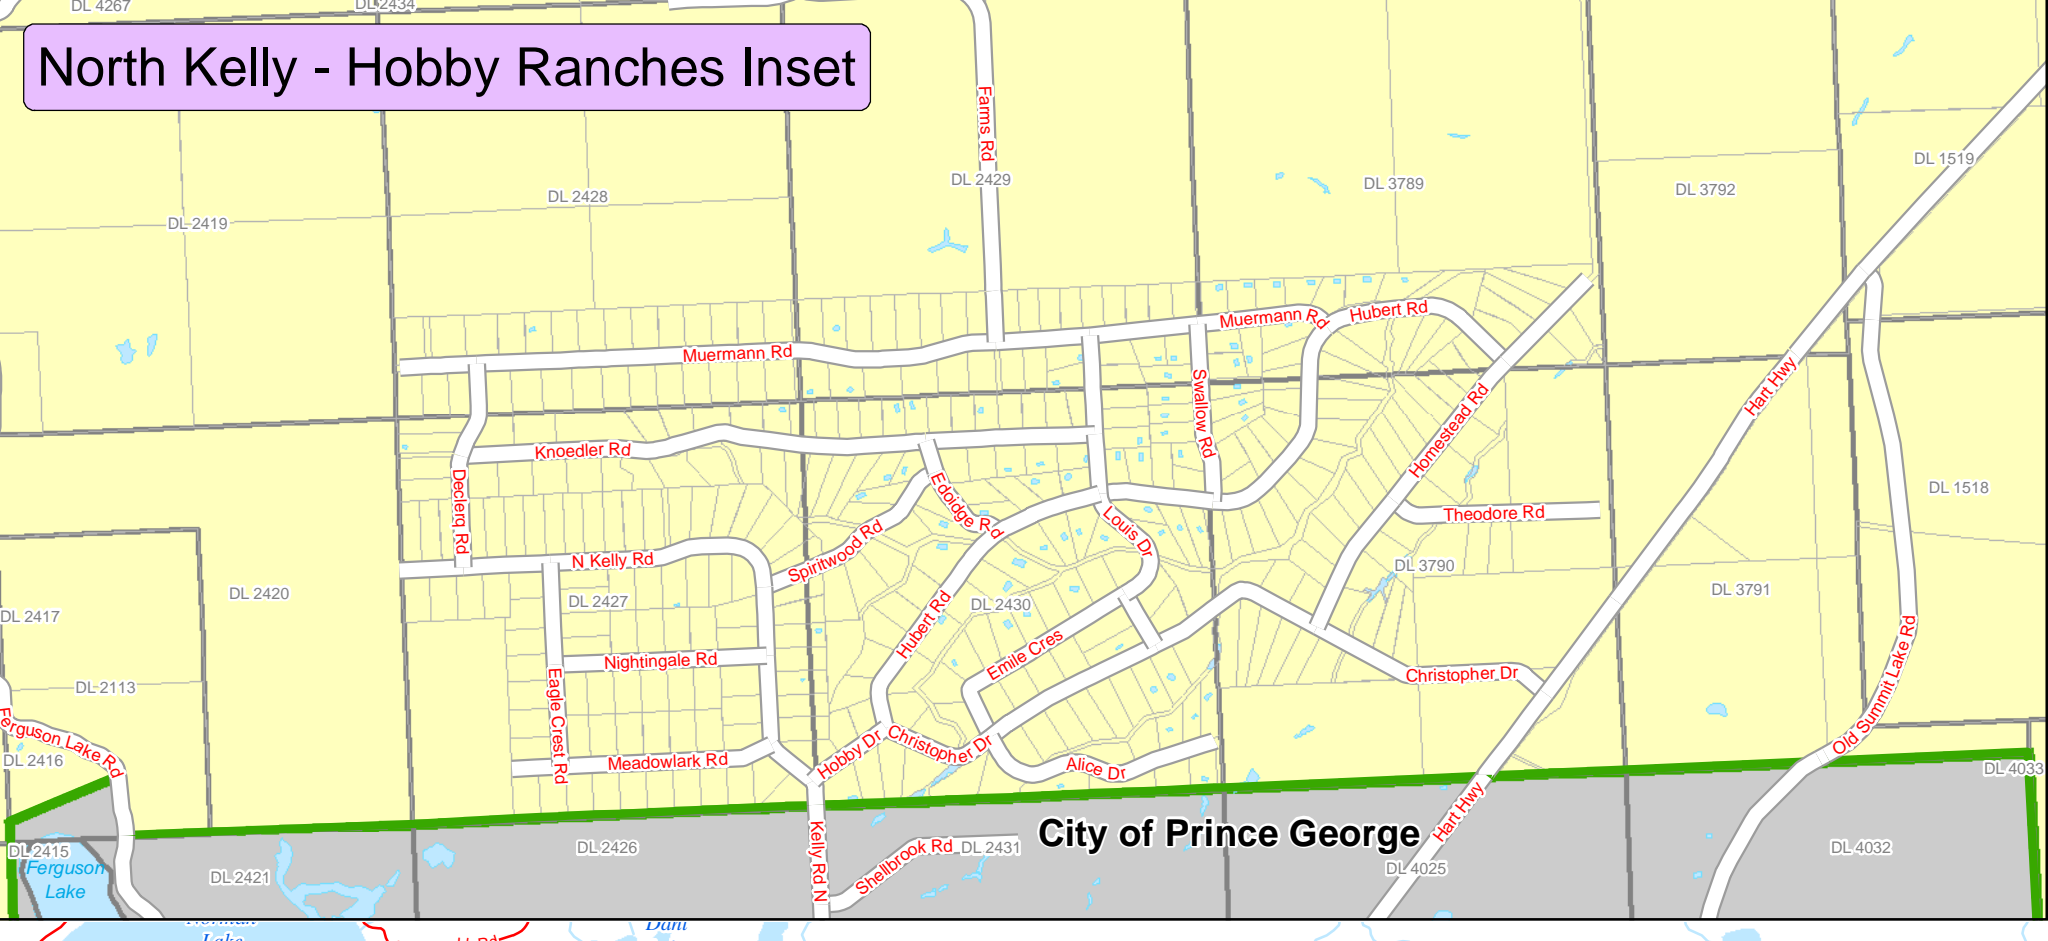 DL 4267
DL 2434
North Kelly - Hobby Ranches Inset
Farms Rd
DL 1519
DL 2429
DL 3789
DL 3792
DL 2428
DL 2419
Muermann Rd
Hubert Rd
Muermann Rd
Swallow Rd
Hart Hwy
Homestead Rd
Knoedler Rd
Declerq Rd
Edoidge Rd
DL 1518
Theodore Rd
Louis Dr
Spiritwood Rd
N Kelly Rd
DL 3790
DL 2420
DL 2427
DL 2430
DL 3791
DL 2417
Hubert Rd
Emile Cres
Nightingale Rd
Christopher Dr
Old Summit Lake Rd
DL 2113
Eagle Crest Rd
Ferguson Lake Rd
Hobby Dr
Christopher Dr
DL 2416
Meadowlark Rd
Alice Dr
DL 4033
Hart Hwy
City of Prince George
Kelly Rd N
Shellbrook Rd
DL 2431
DL 2426
DL 4032
DL 2415
Ferguson
Lake
DL 2421
DL 4025